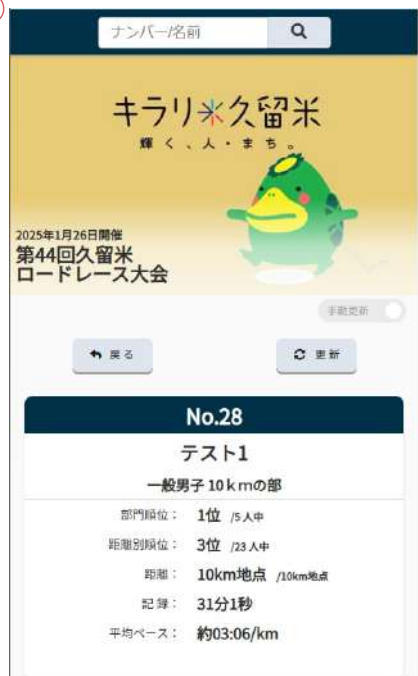 ナンバー/名前
キラリ※久留米
輝く、人・まち。
2025年1月26日開催
第44回久留米
ロードレース大会
手動更新
戻る
更新
No.28
テスト1
一般男子10kmの部
部門順位： 1位 /5人中
距離別順位： 3位 /23人中
距離： 10km地点 /10km地点
記録： 31分1秒
平均ペース： 約03:06/km